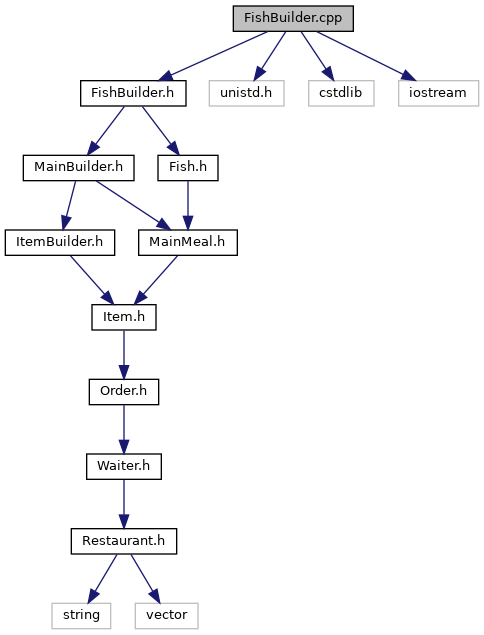 FishBuilder.cpp
FishBuilder.h
unistd.h
cstdlib
iostream
MainBuilder.h
Fish.h
ItemBuilder.h
MainMeal.h
Item.h
Order.h
Waiter.h
Restaurant.h
string
vector